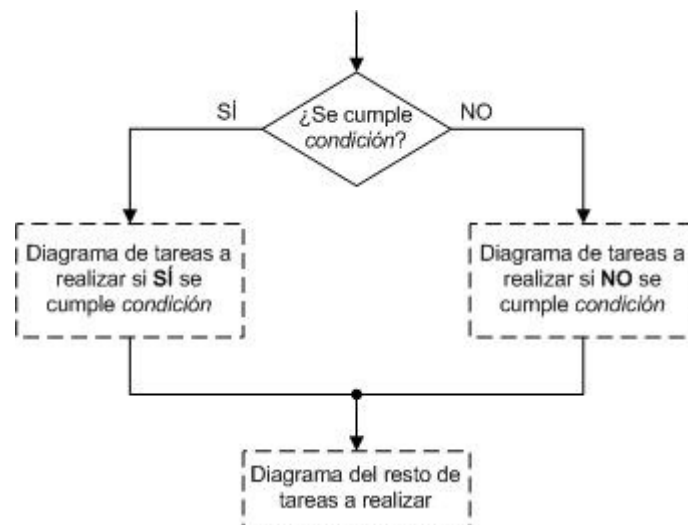 SÍ
¿Se cumple
condición?
NO
Diagrama de tareas a
realizar si SÍ se
cumple condición
Diagrama de tareas a
realizar si NO se
cumple condición
Diagrama del resto de
tareas a realizar